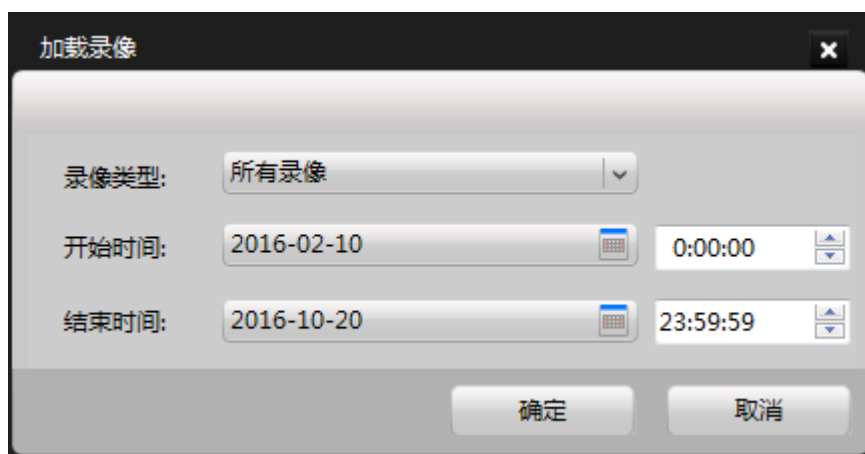 加载录像
录像类型: 所有录像
开始时间: 2016-02-10 0:00:00
结束时间: 2016-10-20 23:59:59
确定 取消